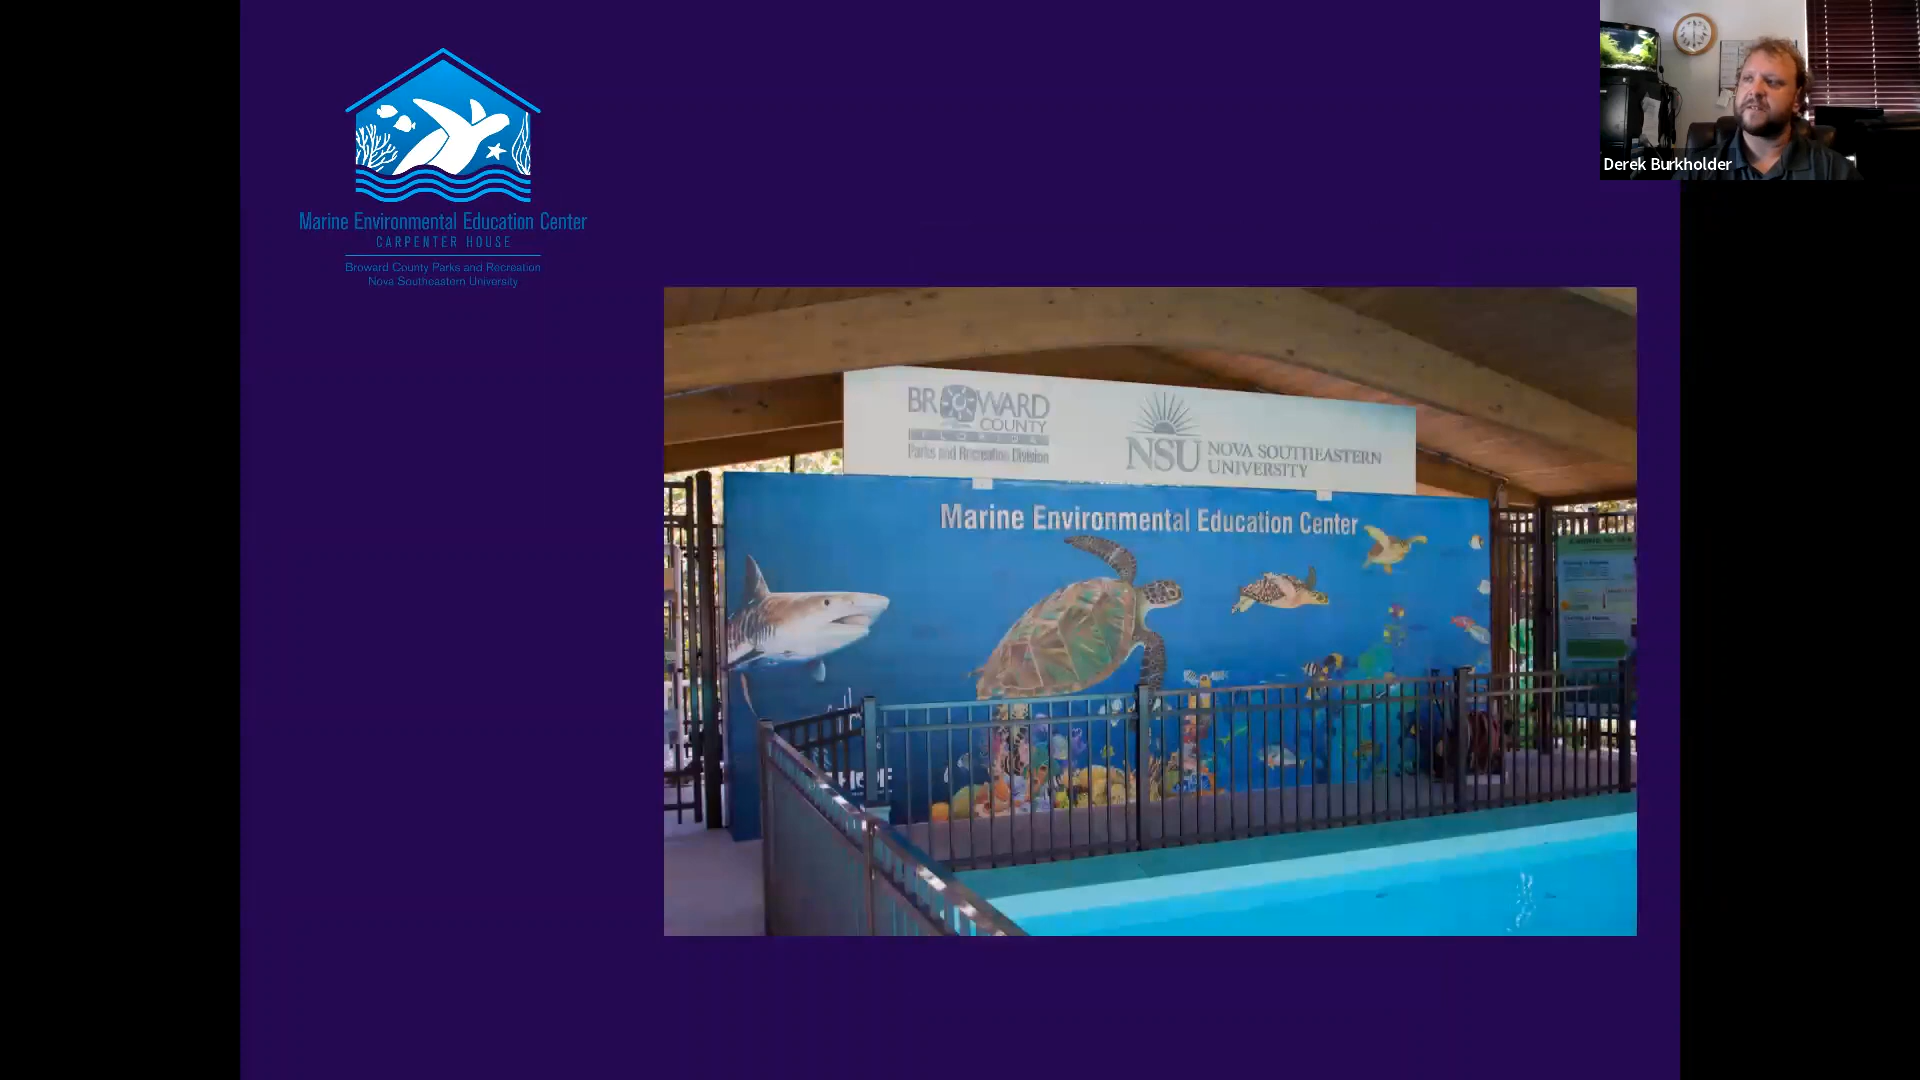 Marine Environmental Education Center
CARPENTER HOUSE
Broward County Parks and Recreation
Nova Southeastern University
Derek Burkholder
BROWARD
COUNTY
FLORIDA
Parks and Recreation Division
NSU NOVA SOUTHEASTERN
UNIVERSITY
Marine Environmental Education Center